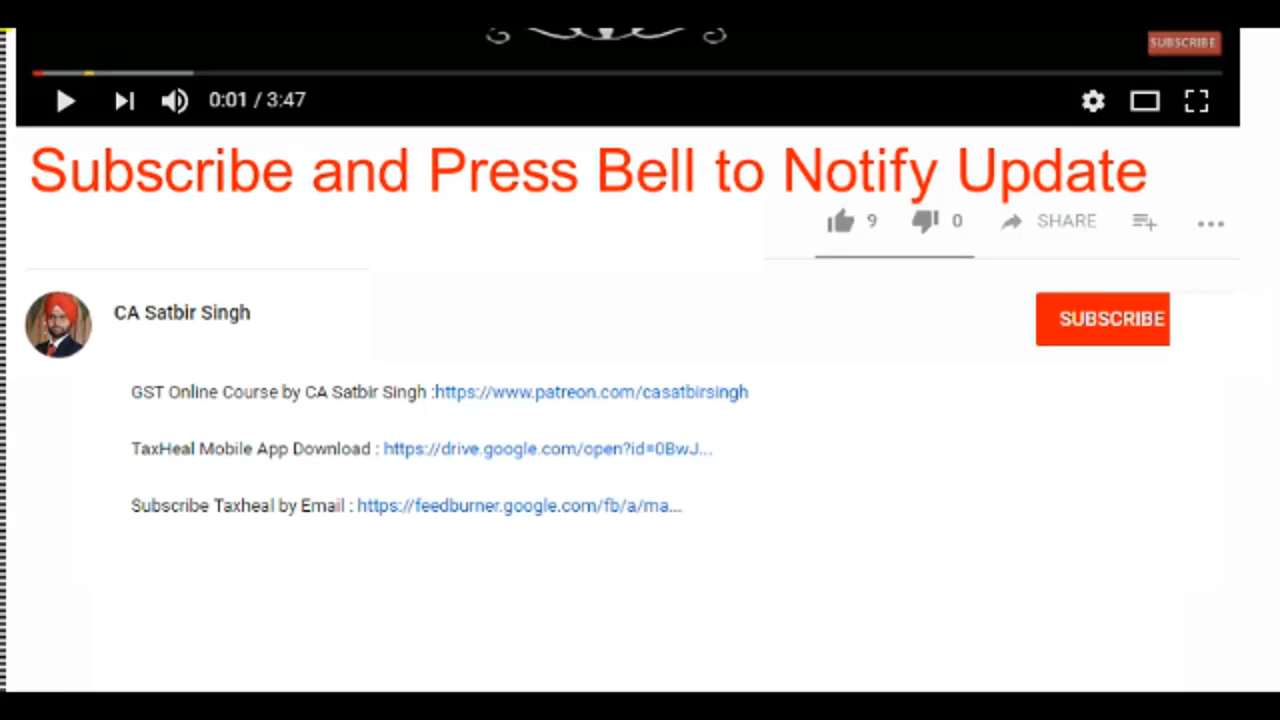 SUBSCRIBE
0:01 / 3:47
Subscribe and Press Bell to Notify Update
9 0 SHARE
CA Satbir Singh
SUBSCRIBE
GST Online Course by CA Satbir Singh :https://www.patreon.com/casatbirsingh
TaxHeal Mobile App Download : https://drive.google.com/open?id=0BwJ...
Subscribe Taxheal by Email : https://feedburner.google.com/fb/a/ma...